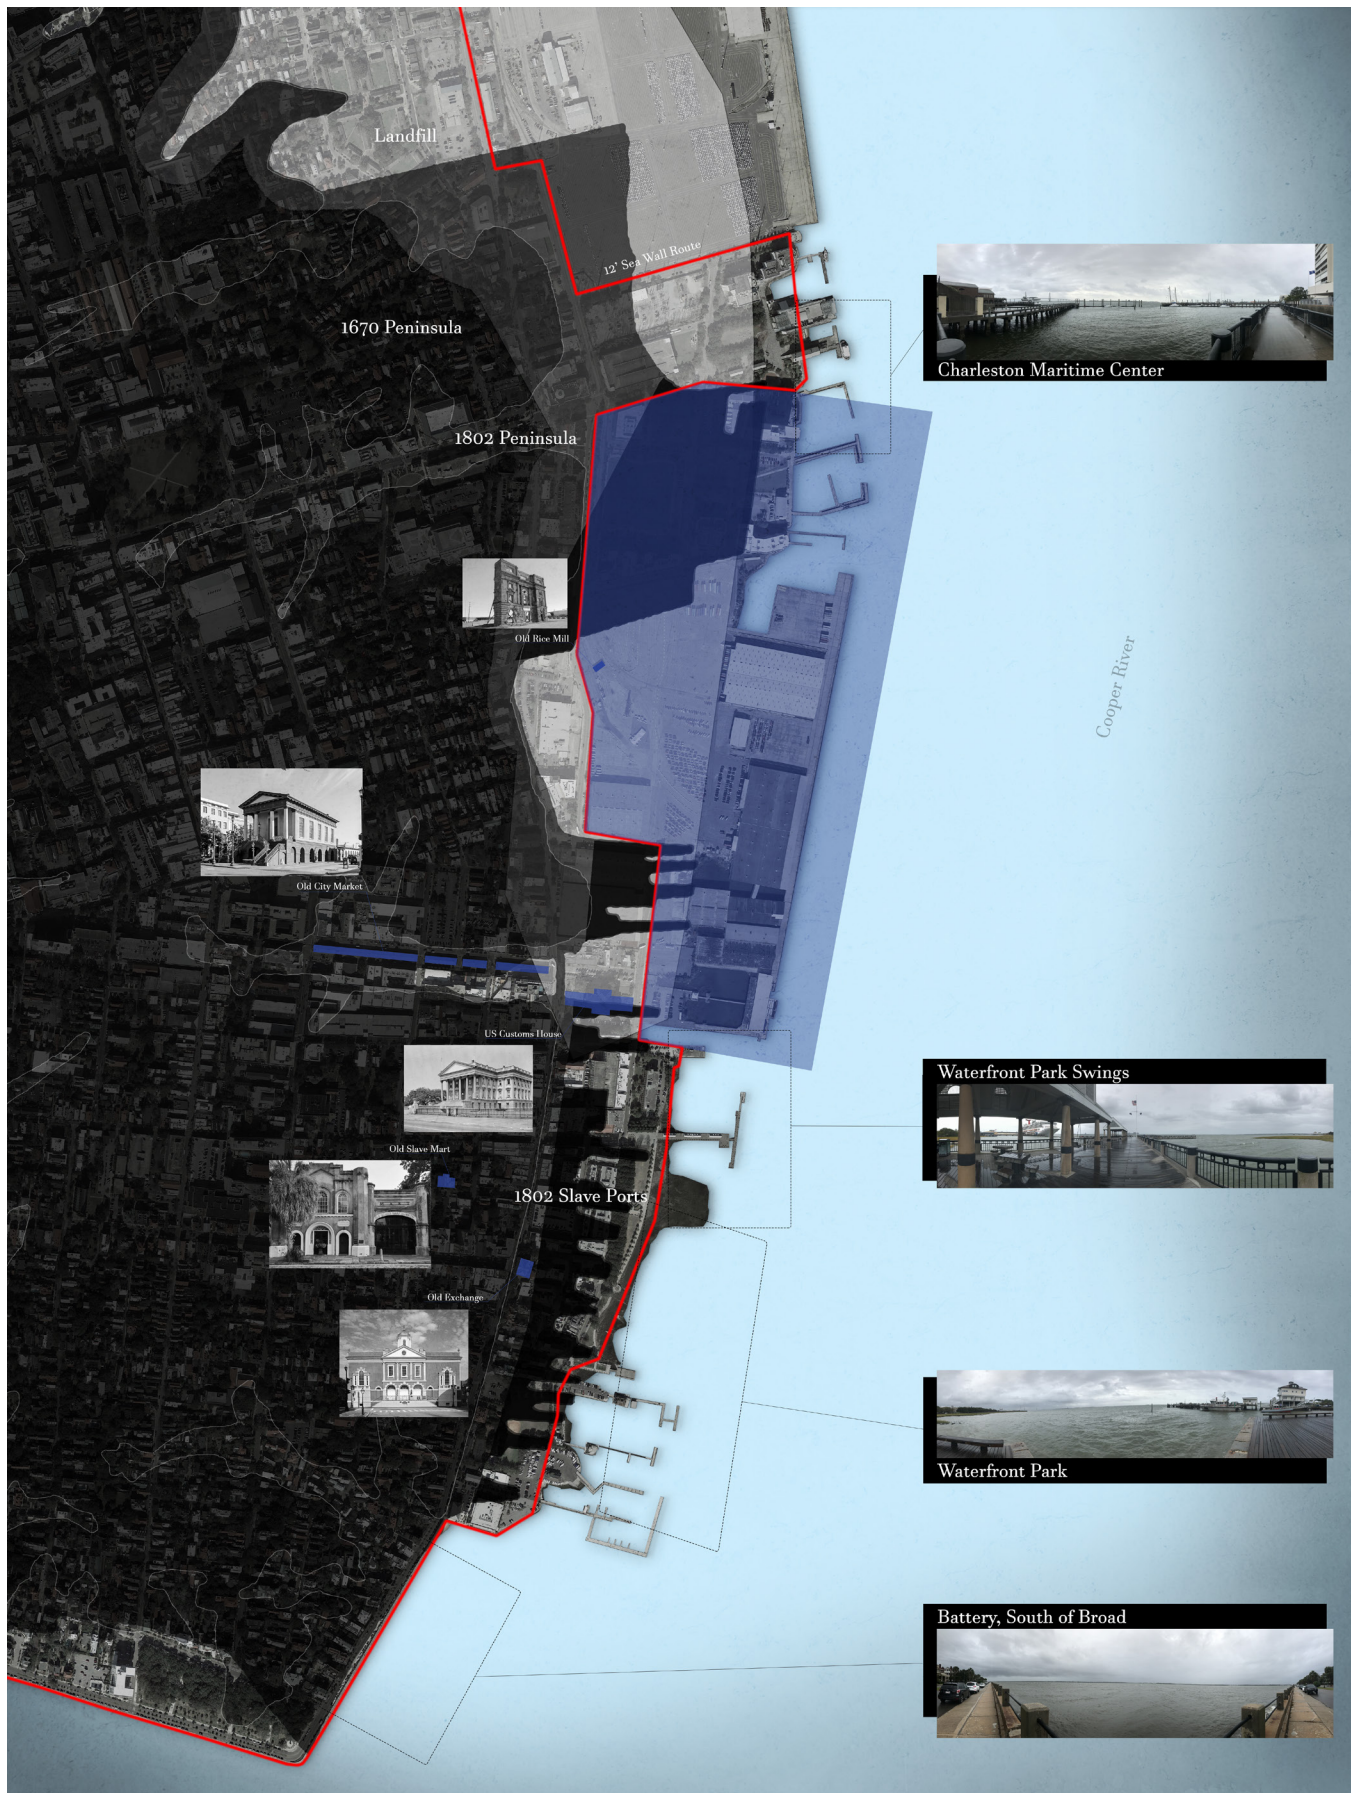 Landfill
12' Sea Wall Route
1670 Peninsula
Charleston Maritime Center
1802 Peninsula
Old Rice Mill
Cooper River
Old City Market
US Customs House
Waterfront Park Swings
Old Slave Mart
1802 Slave Ports
Old Exchange
Waterfront Park
Battery, South of Broad